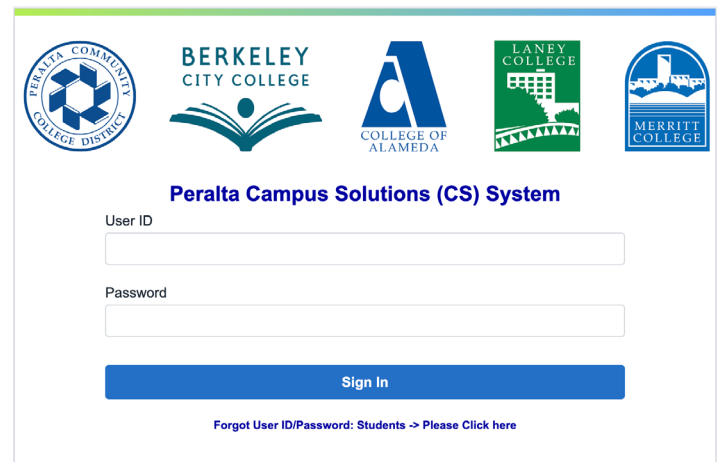 PERALTA COMMUNITY
COLLEGE DISTRICT
BERKELEY
CITY COLLEGE
COLLEGE OF
ALAMEDA
LANEY
COLLEGE
MERRITT
COLLEGE
Peralta Campus Solutions (CS) System
User ID
Password
Sign In
Forgot User ID/Password: Students -> Please Click here